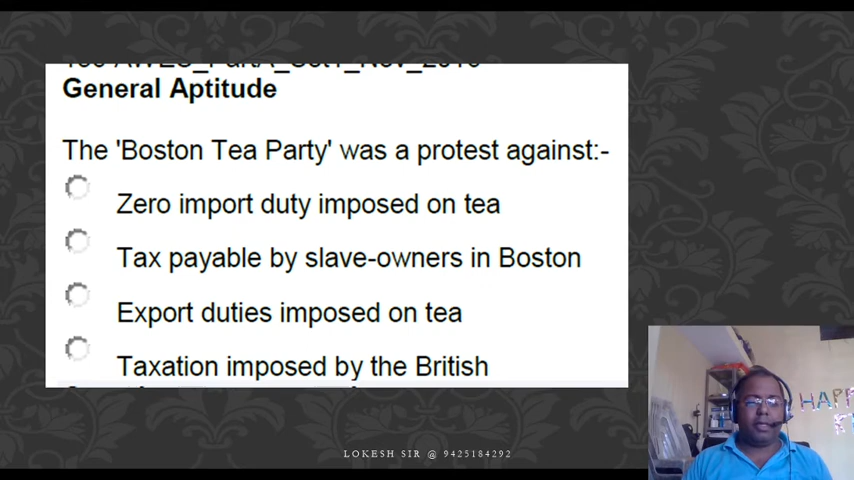 General Aptitude
The 'Boston Tea Party' was a protest against:-
Zero import duty imposed on tea
Tax payable by slave-owners in Boston
Export duties imposed on tea
Taxation imposed by the British
LOKESH SIR @ 9425184292